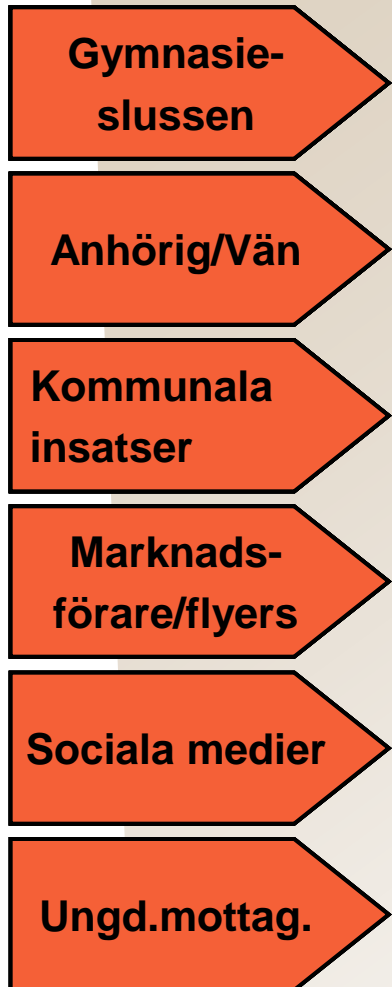 Gymnasie-
slussen
Anhörig/Vän
Kommunala
insatser
Marknads-
förare/flyers
Sociala medier
Ungd.mottag.